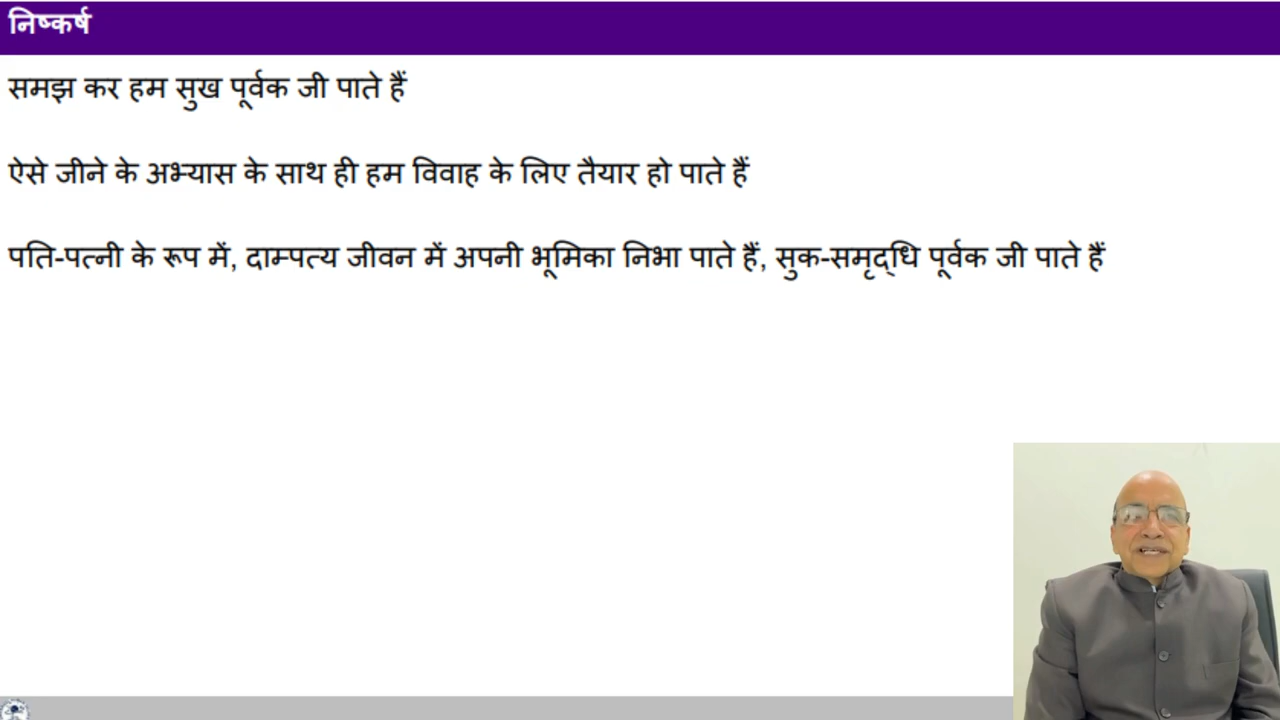 निष्कर्ष
समझ कर हम सुख पूर्वक जी पाते हैं
ऐसे जीने के अभ्यास के साथ ही हम विवाह के लिए तैयार हो पाते हैं
पति-पत्नी के रूप में, दाम्पत्य जीवन में अपनी भूमिका निभा पाते हैं, सुक-समृद्धि पूर्वक जी पाते हैं